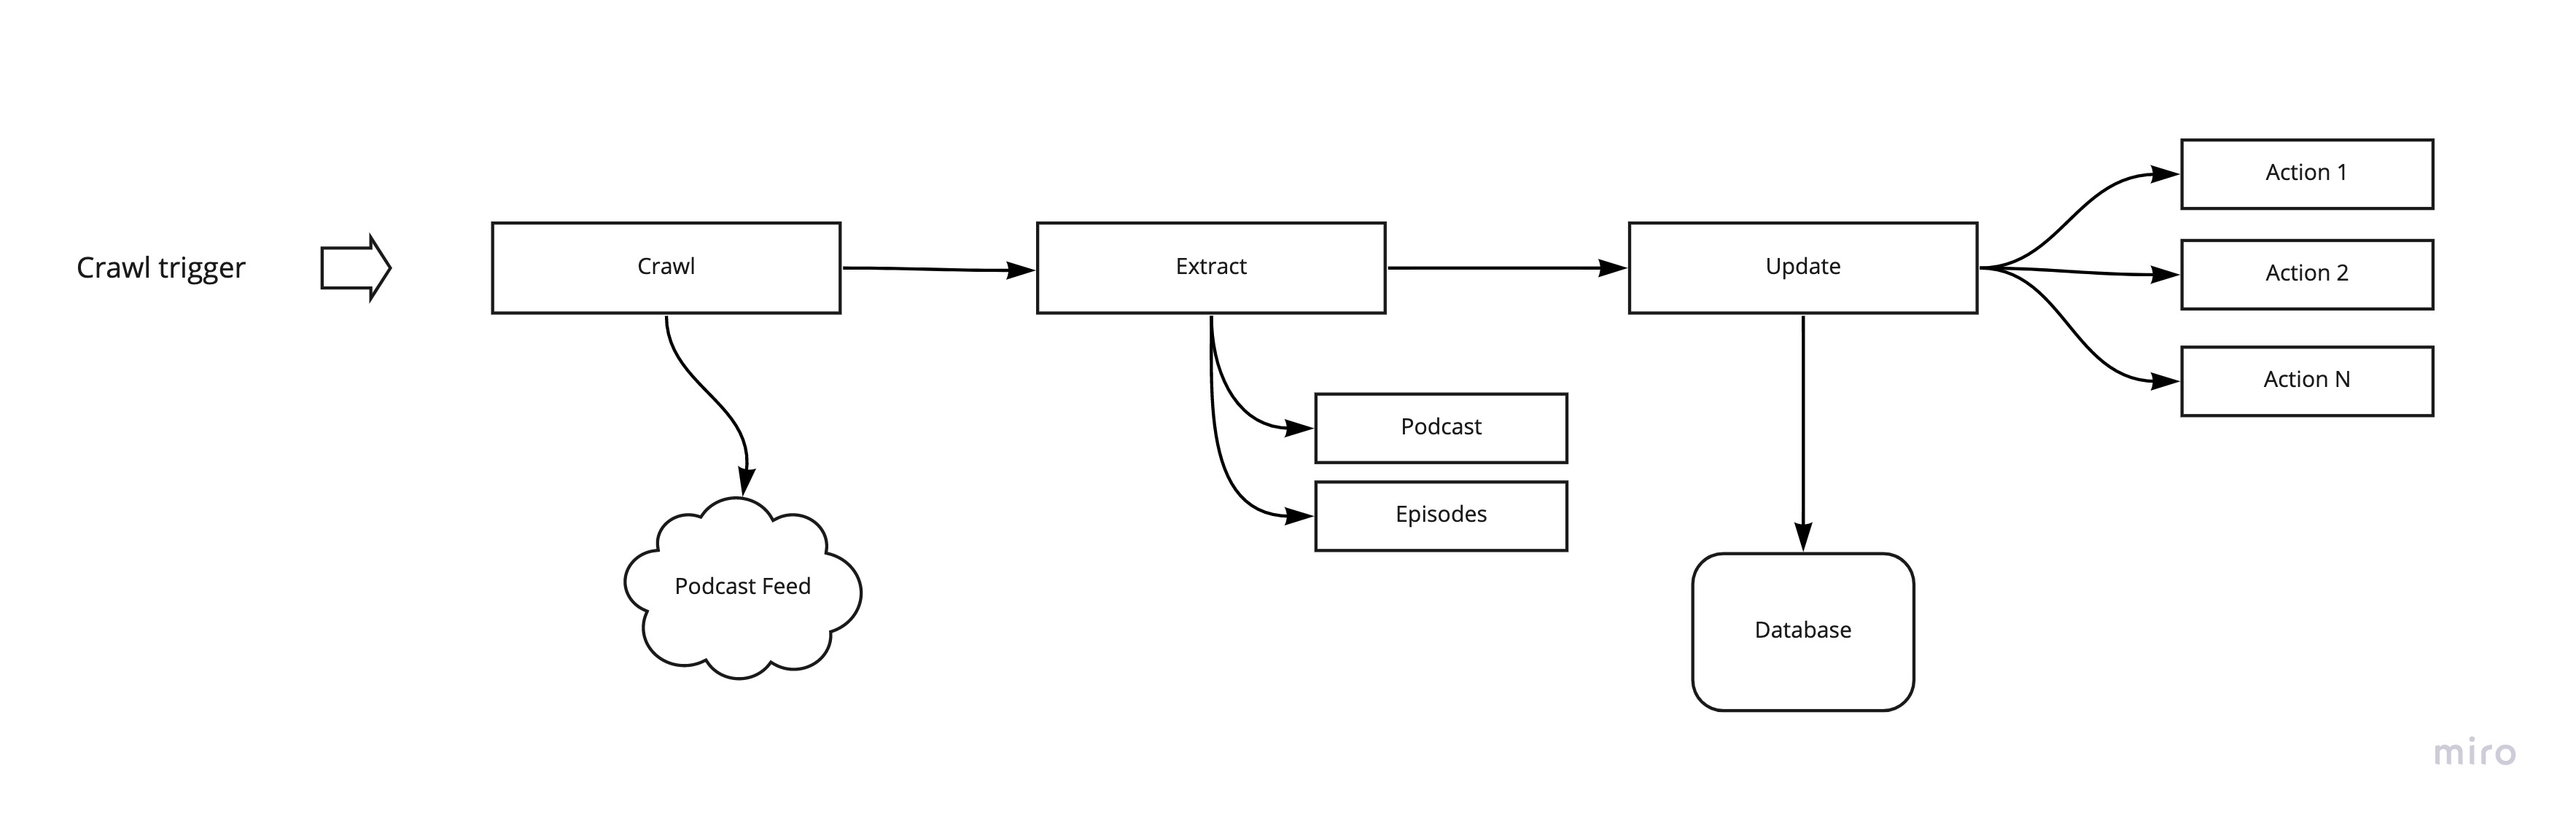 Crawl trigger
Crawl
Extract
Update
Action 1
Action 2
Action N
Podcast
Episodes
Podcast Feed
Database
miro